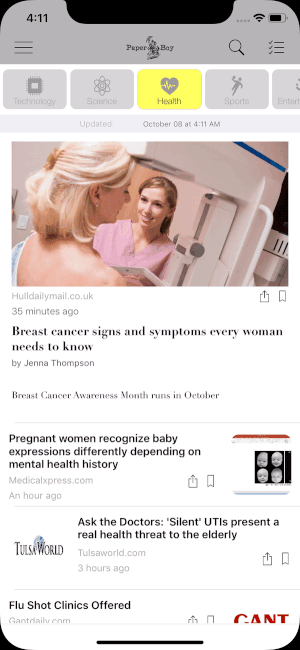 4:11
Paper Boy
Technology
Science
Health
Sports
Updated: October 08 at 4:11 AM
Hulldailymail.co.uk
35 minutes ago
Breast cancer signs and symptoms every woman
needs to know
by Jenna Thompson
Breast Cancer Awareness Month runs in October
Pregnant women recognize baby
expressions differently depending on
mental health history
Medicalxpress.com
An hour ago
TULSA WORLD
Ask the Doctors: 'Silent' UTIs present a
real health threat to the elderly
Tulsaworld.com
3 hours ago
Flu Shot Clinics Offered
Gantdaily.com
GANT